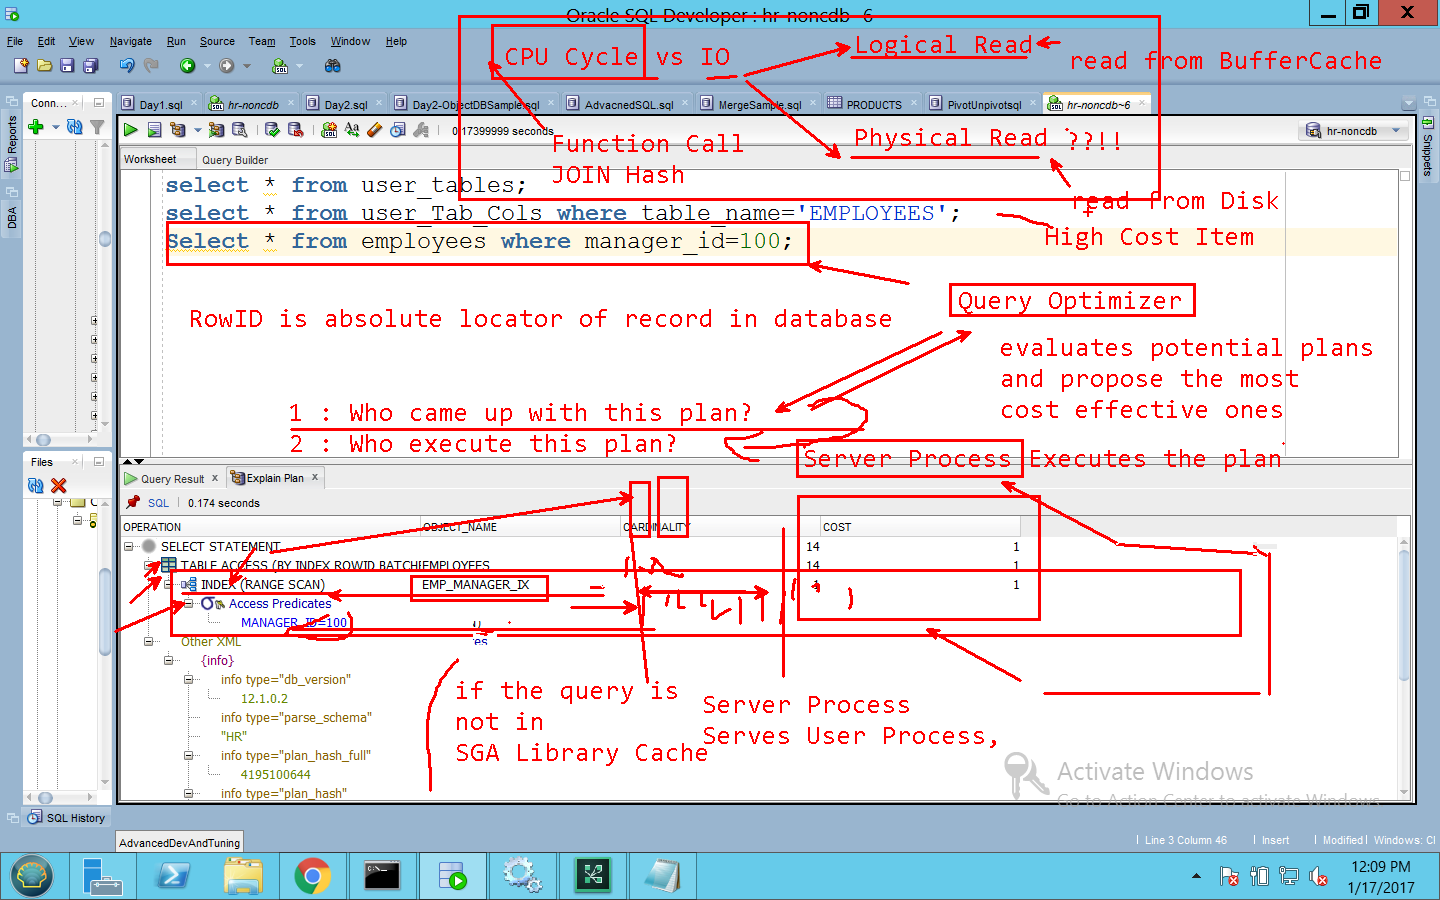 Oracle SQL Developer : hr-noncdb~6
File Edit View Navigate Run Source Team Tools Window Help
CPU Cycle vs IO
Logical Read
read from BufferCache
Conn...
Day1.sql hr-noncdb Day2.sql Day2-ObjectDBSample.sql AdvacnedSQL.sql MergeSample.sql PRODUCTS PivotUnpivotsql hr-noncdb~6
0.17399999 seconds
hr-noncdb
Function Call
JOIN Hash
Physical Read ??!!
Reports
DBA
Snippets
Worksheet Query Builder
select * from user_tables;
select * from user_Tab_Cols where table_name='EMPLOYEES';
Select * from employees where manager_id=100;
read from Disk
High Cost Item
Query Optimizer
RowID is absolute locator of record in database
evaluates potential plans
and propose the most
cost effective ones
1 : Who came up with this plan?
2 : Who execute this plan?
Server Process Executes the plan
Files
Query Result Explain Plan
SQL 0.174 seconds
OPERATION OBJECT_NAME CARDINALITY COST
SELECT STATEMENT 14 1
TABLE ACCESS (BY INDEX ROWID BATCHED) EMPLOYEES 14 1
INDEX (RANGE SCAN) EMP_MANAGER_IX 1
Access Predicates
MANAGER_ID=100
Other XML
{info}
info type="db_version"
12.1.0.2
info type="parse_schema"
"HR"
info type="plan_hash_full"
4195100644
info type="plan_hash"
if the query is
not in
SGA Library Cache
Server Process
Serves User Process,
Activate Windows
Go to Action Center to activate Windows.
SQL History
AdvancedDevAndTuning
Line 3 Column 46 Insert Modified Windows: Cl
12:09 PM
1/17/2017